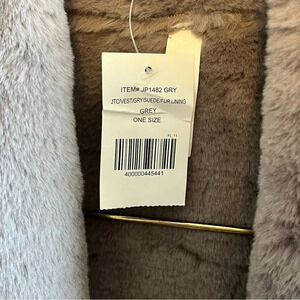 ITEM# JP1482 GRY
JTC/VEST/GRY/SUEDE/FUR LINING
GREY
ONE SIZE
400000445441